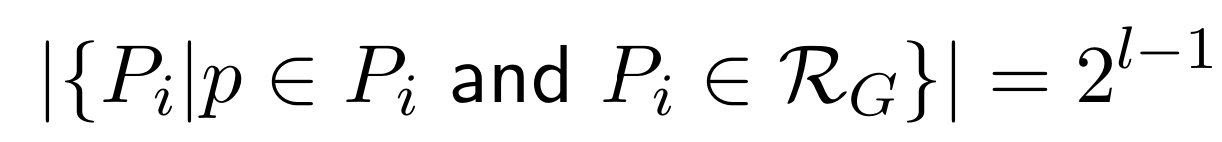 |{P_i|p ∈ P_i and P_i ∈ ℛ_G}| = 2^{l−1}